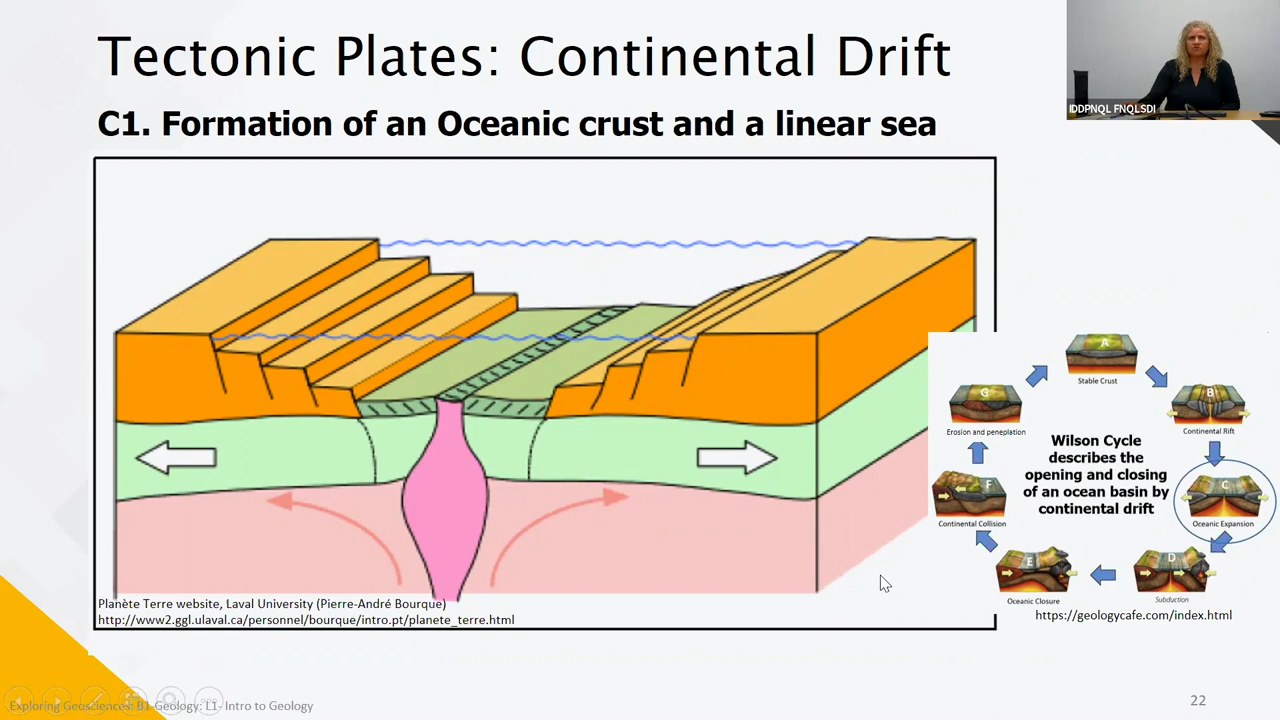 Tectonic Plates: Continental Drift
IDDPNQL FNQLSDI
C1. Formation of an Oceanic crust and a linear sea
A
Stable Crust
G
B
Erosion and peneplation
Continental Rift
Wilson Cycle
describes the
opening and closing
of an ocean basin by
continental drift
F
C
Continental Collision
Oceanic Expansion
E
D
Oceanic Closure
Subduction
Planète Terre website, Laval University (Pierre-André Bourque)
http://www2.ggl.ulaval.ca/personnel/bourque/intro.pt/planete_terre.html
https://geologycafe.com/index.html
Exploring Geosciences: B1-Geology: L1- Intro to Geology
22